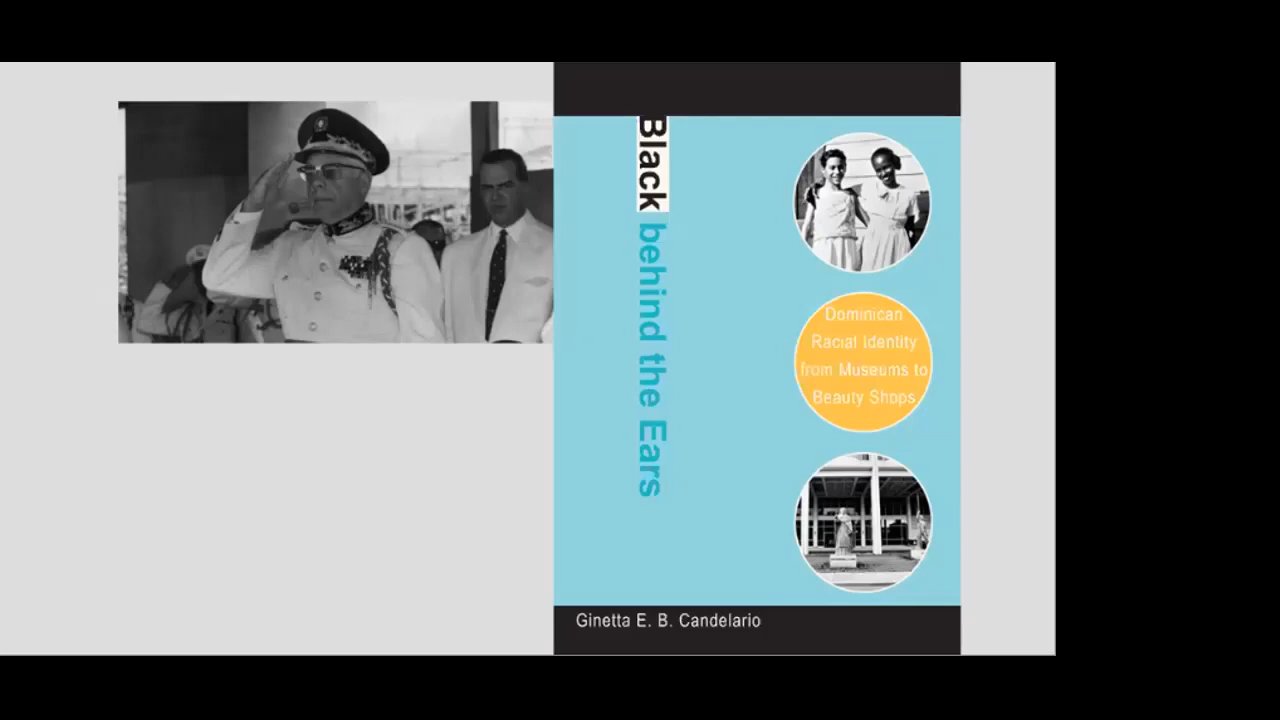 Black behind the Ears
Dominican
Racial Identity
from Museums to
Beauty Shops
Ginetta E. B. Candelario